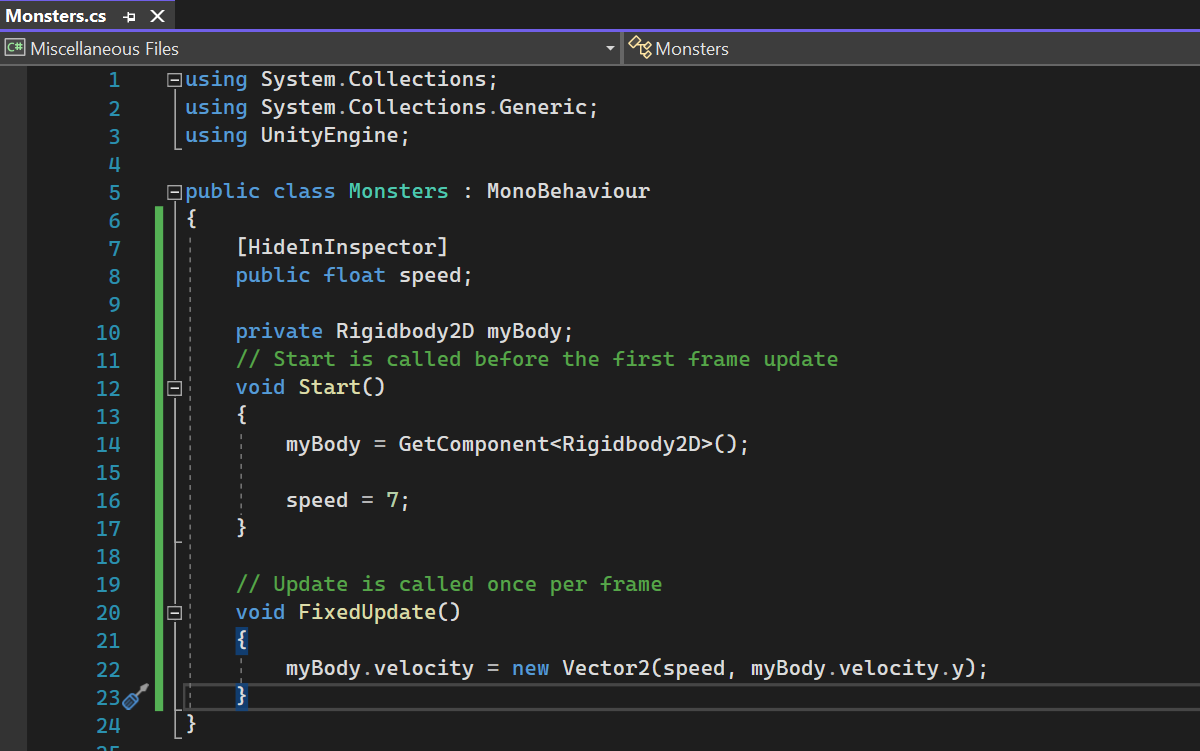 Monsters.cs
C# Miscellaneous Files Monsters
1 using System.Collections;
2 using System.Collections.Generic;
3 using UnityEngine;
4
5 public class Monsters : MonoBehaviour
6 {
7 [HideInInspector]
8 public float speed;
9
10 private Rigidbody2D myBody;
11 // Start is called before the first frame update
12 void Start()
13 {
14 myBody = GetComponent<Rigidbody2D>();
15
16 speed = 7;
17 }
18
19 // Update is called once per frame
20 void FixedUpdate()
21 {
22 myBody.velocity = new Vector2(speed, myBody.velocity.y);
23 }
24 }
25